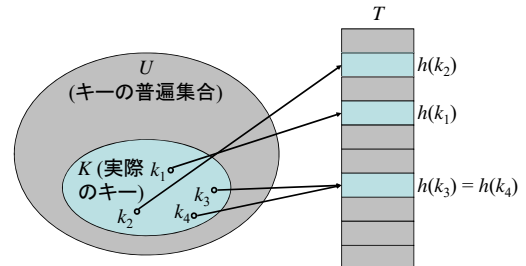 T
U
(キーの普遍集合)
h(k₂)
h(k₁)
K (実際
のキー)
k₁
k₃
k₄
k₂
h(k₃) = h(k₄)